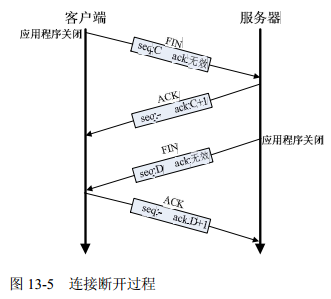 客户端 服务器
应用程序关闭
FIN
seq:C ack:无效
ACK
seq:- ack:C+1
应用程序关闭
FIN
seq:D ack:无效
ACK
seq:- ack:D+1
图 13-5 连接断开过程